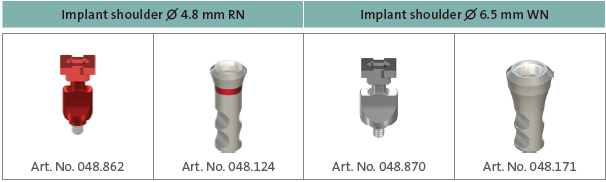 Implant shoulder Ø 4.8 mm RN
Implant shoulder Ø 6.5 mm WN
Art. No. 048.862
Art. No. 048.124
Art. No. 048.870
Art. No. 048.171